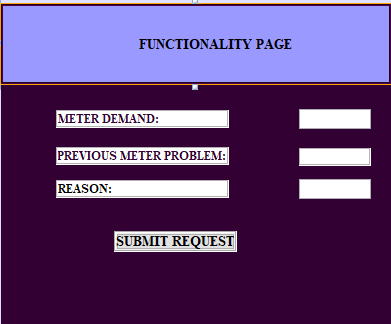 FUNCTIONALITY PAGE
METER DEMAND:
PREVIOUS METER PROBLEM:
REASON:
SUBMIT REQUEST